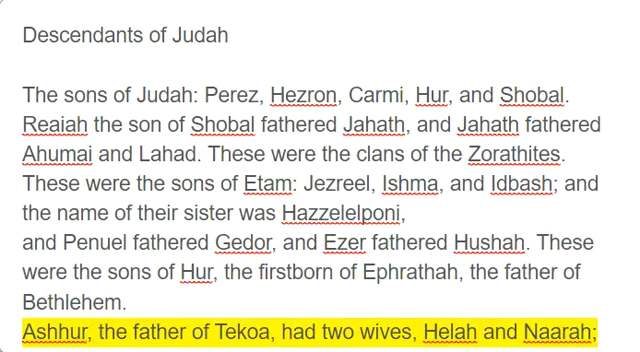 Descendants of Judah
The sons of Judah: Perez, Hezron, Carmi, Hur, and Shobal.
Reaiah the son of Shobal fathered Jahath, and Jahath fathered
Ahumai and Lahad. These were the clans of the Zorathites.
These were the sons of Etam: Jezreel, Ishma, and Idbash; and
the name of their sister was Hazzelelponi,
and Penuel fathered Gedor, and Ezer fathered Hushah. These
were the sons of Hur, the firstborn of Ephrathah, the father of
Bethlehem.
Ashhur, the father of Tekoa, had two wives, Helah and Naarah;